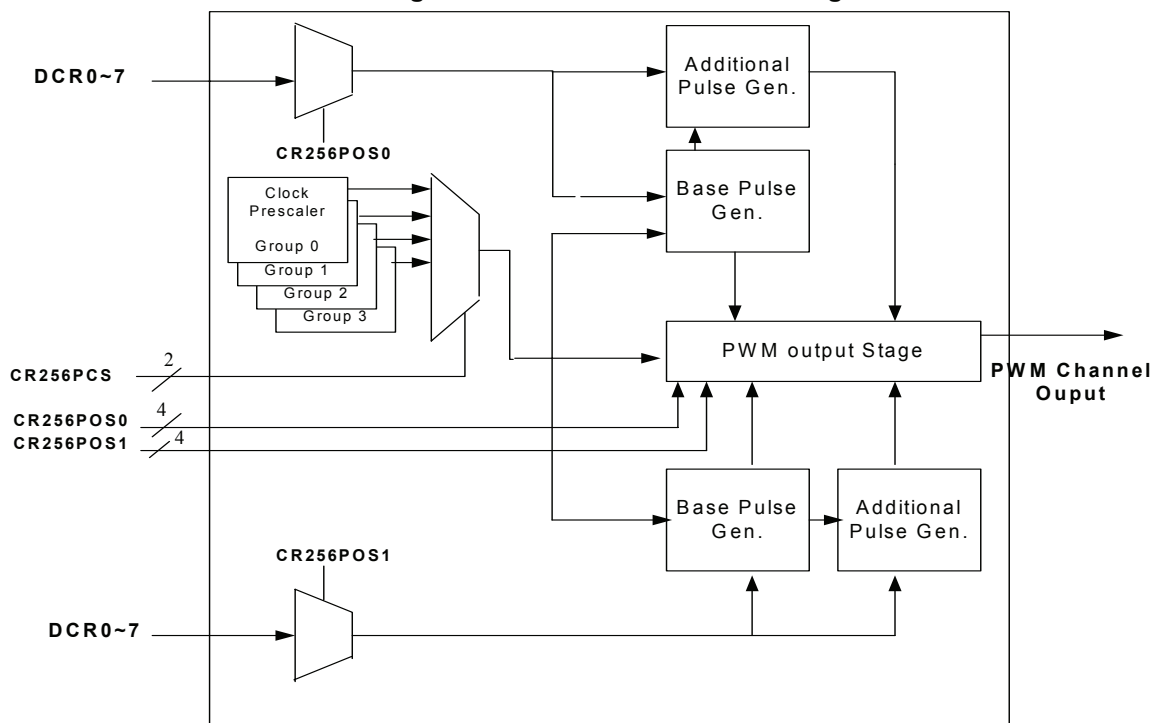 DCR0~7
Additional
Pulse Gen.
CR256POS0
Base Pulse
Gen.
Clock
Prescaler
Group 0
Group 1
Group 2
Group 3
PWM output Stage
PWM Channel
Ouput
CR256PCS
2
CR256POS0
4
CR256POS1
4
Base Pulse
Gen.
Additional
Pulse Gen.
CR256POS1
DCR0~7